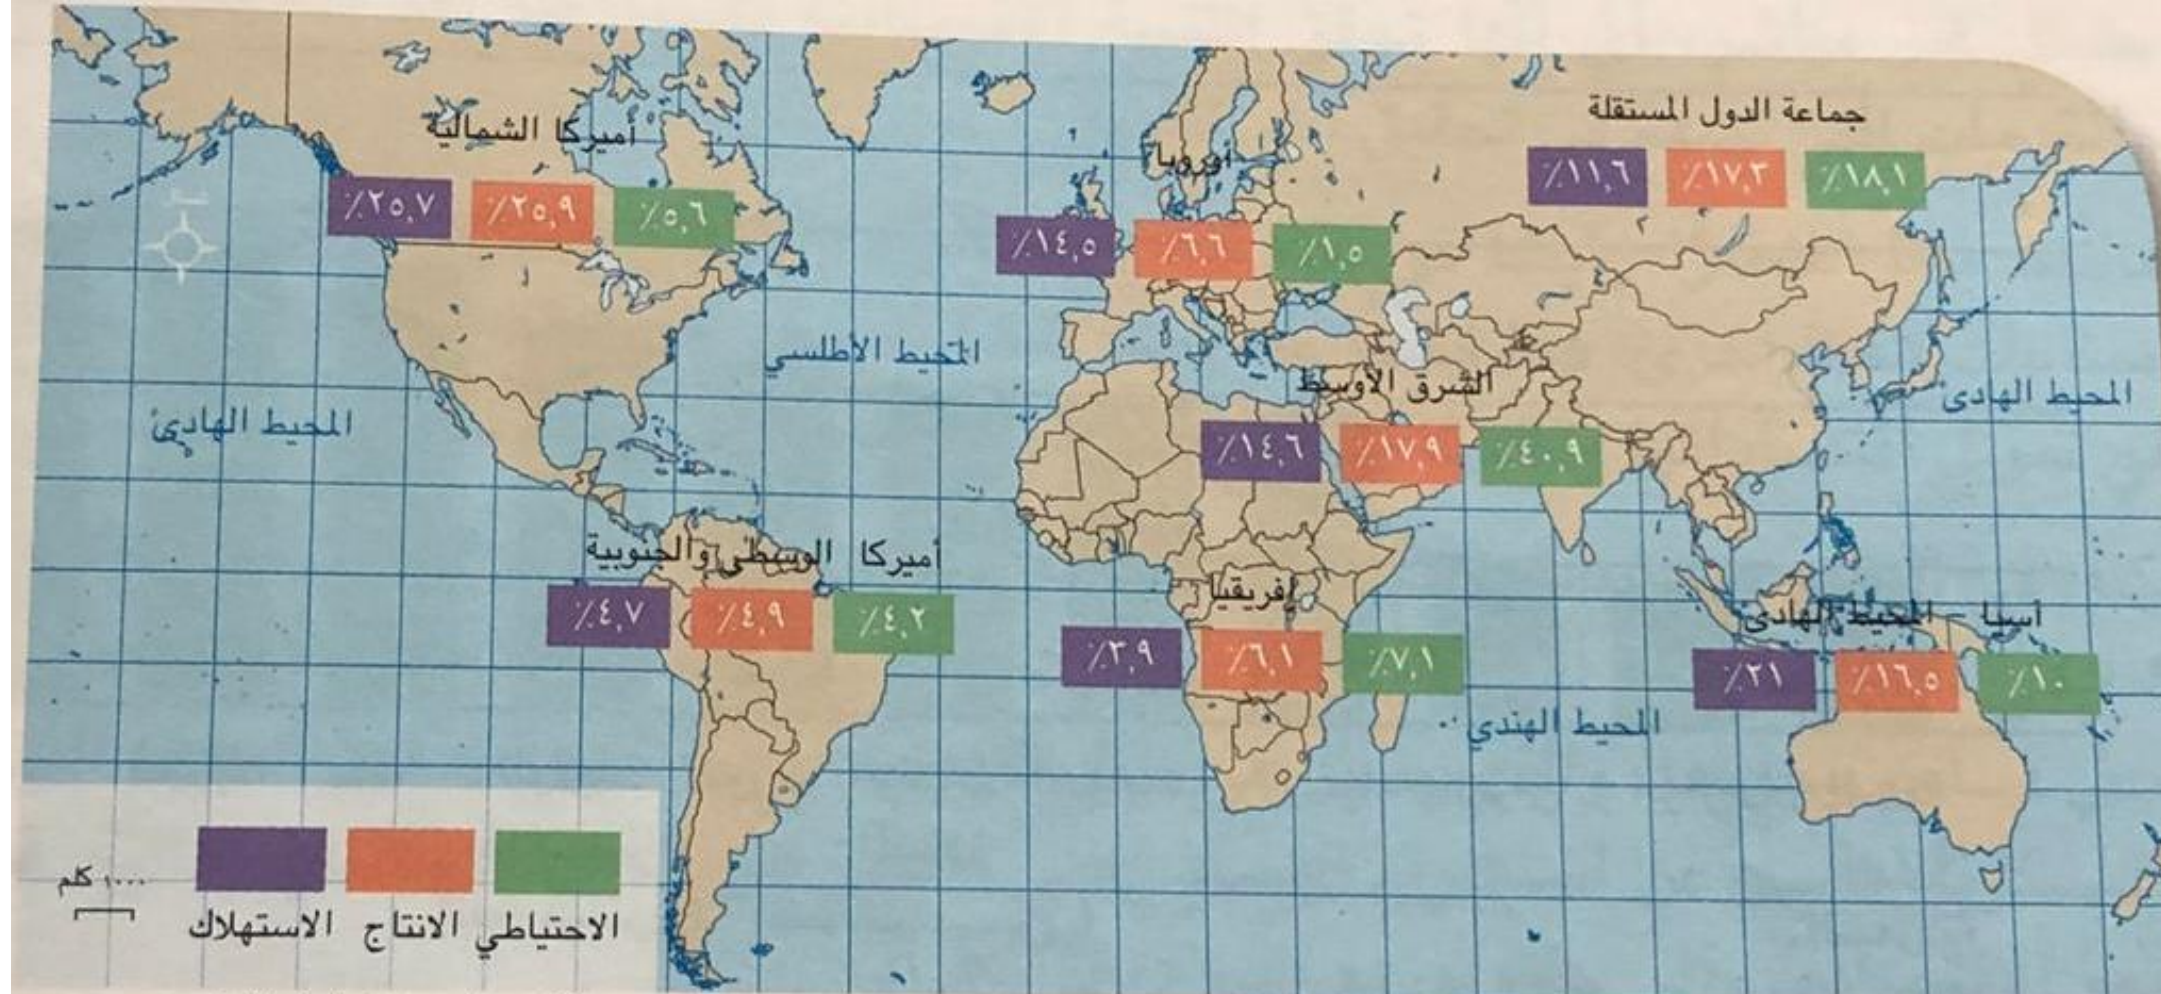 جماعة الدول المستقلة
٪١١,٦ ٪١٧,٣ ٪١٨,١
أميركا الشمالية
٪٢٥,٧ ٪٢٥,٩ ٪٥,٦
أوروبا
٪١٤,٥ ٪٦,٦ ٪١,٥
المحيط الأطلسي
الشرق الأوسط
٪١٤,٦ ٪١٧,٩ ٪٤٠,٩
المحيط الهادئ
المحيط الهادئ
أميركا الوسطى والجنوبية
٪٤,٧ ٪٤,٩ ٪٤,٢
إفريقيا
٪٣,٩ ٪٦,١ ٪٧,١
آسيا - المحيط الهادئ
٪٢١ ٪١٦,٥ ٪١٠
المحيط الهندي
١٠٠٠ كلم
الاحتياطي الانتاج الاستهلاك